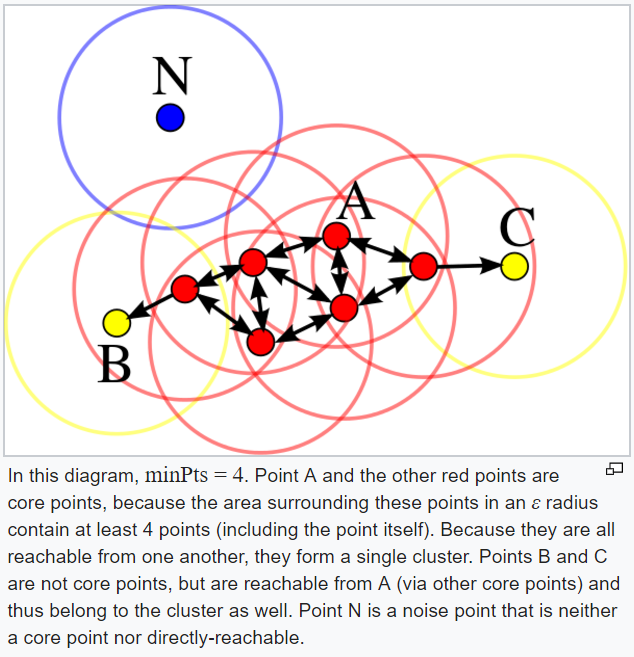 N
A
C
B
In this diagram, minPts = 4. Point A and the other red points are
core points, because the area surrounding these points in an ε radius
contain at least 4 points (including the point itself). Because they are all
reachable from one another, they form a single cluster. Points B and C
are not core points, but are reachable from A (via other core points) and
thus belong to the cluster as well. Point N is a noise point that is neither
a core point nor directly-reachable.